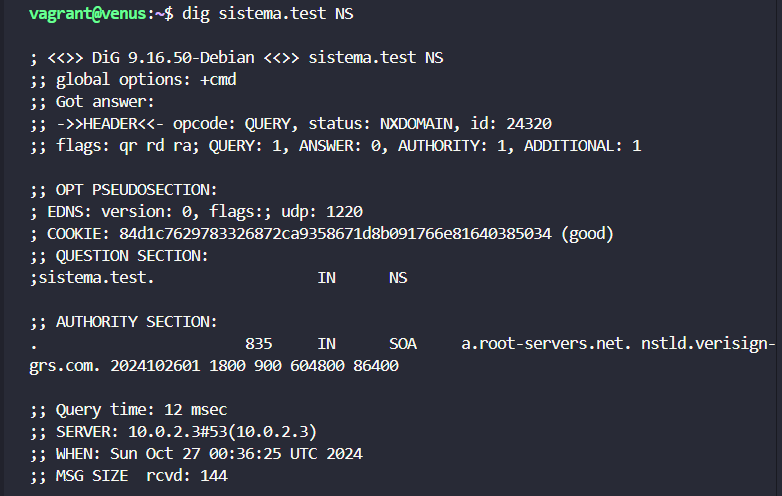 vagrant@venus:~$ dig sistema.test NS
; <<>> DiG 9.16.50-Debian <<>> sistema.test NS
;; global options: +cmd
;; Got answer:
;; ->>HEADER<<- opcode: QUERY, status: NXDOMAIN, id: 24320
;; flags: qr rd ra; QUERY: 1, ANSWER: 0, AUTHORITY: 1, ADDITIONAL: 1
;; OPT PSEUDOSECTION:
; EDNS: version: 0, flags:; udp: 1220
; COOKIE: 84d1c7629783326872ca9358671d8b091766e81640385034 (good)
;; QUESTION SECTION:
;sistema.test. IN NS
;; AUTHORITY SECTION:
. 835 IN SOA a.root-servers.net. nstld.verisign-
grs.com. 2024102601 1800 900 604800 86400
;; Query time: 12 msec
;; SERVER: 10.0.2.3#53(10.0.2.3)
;; WHEN: Sun Oct 27 00:36:25 UTC 2024
;; MSG SIZE rcvd: 144